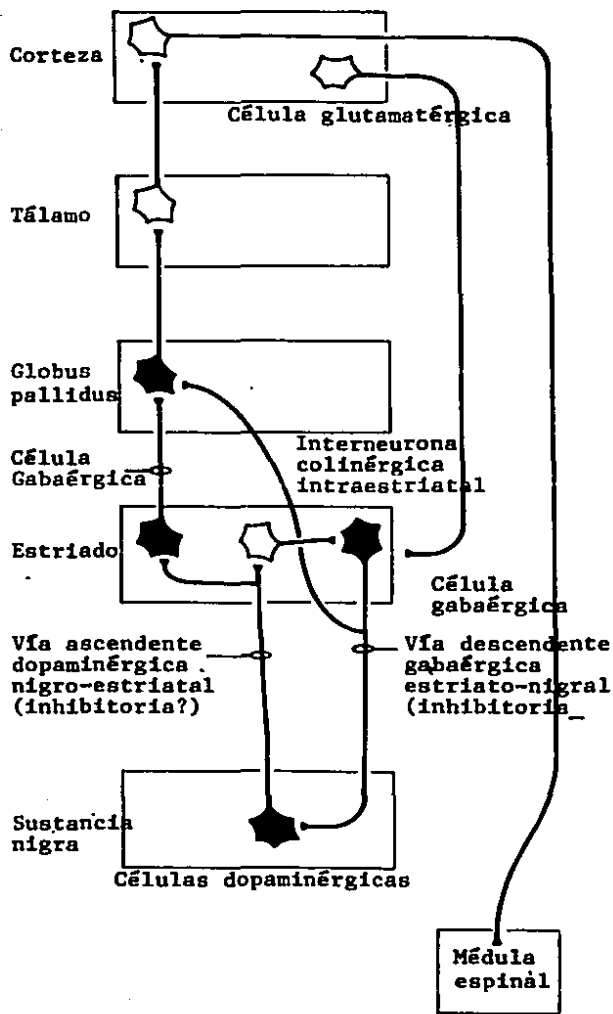 Corteza
Célula glutamatérgica
Tálamo
Globus
pallidus
Célula
Gabaérgica
Interneurona
colinérgica
intraestriatal
Estriado
Célula
gabaérgica
Vía ascendente
dopaminérgica
nigro-estriatal
(inhibitoria?)
Vía descendente
gabaérgica
estriato-nigral
(inhibitoria_
Sustancia
nigra
Células dopaminérgicas
Médula
espinal